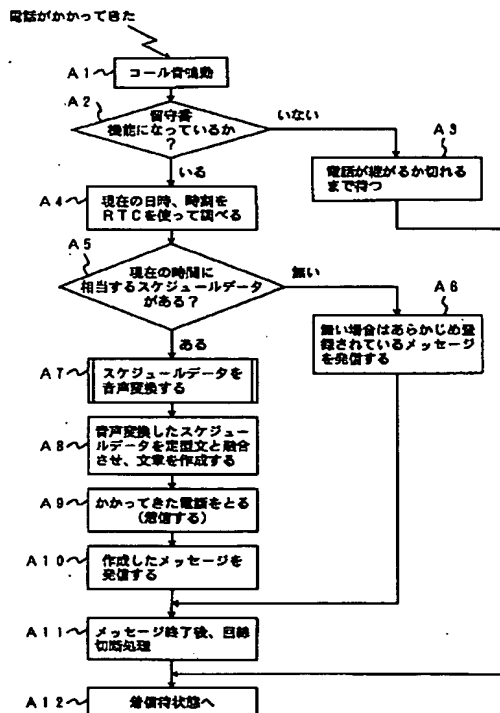 電話がかかってきた
A1
コール音鳴動
A2
留守番
機能になっているか
?
いない
いる
A3
電話が繋がるか切れる
まで待つ
A4
現在の日時、時刻を
RTCを使って調べる
A5
現在の時間に
相当するスケジュールデータ
がある?
無い
ある
A6
無い場合はあらかじめ登
録されているメッセージ
を発信する
A7
スケジュールデータを
音声変換する
A8
音声変換したスケジュー
ルデータを定型文と融合
させ、文章を作成する
A9
かかってきた電話をとる
(着信する)
A10
作成したメッセージを
発信する
A11
メッセージ終了後、回線
切断処理
A12
着信待状態へ